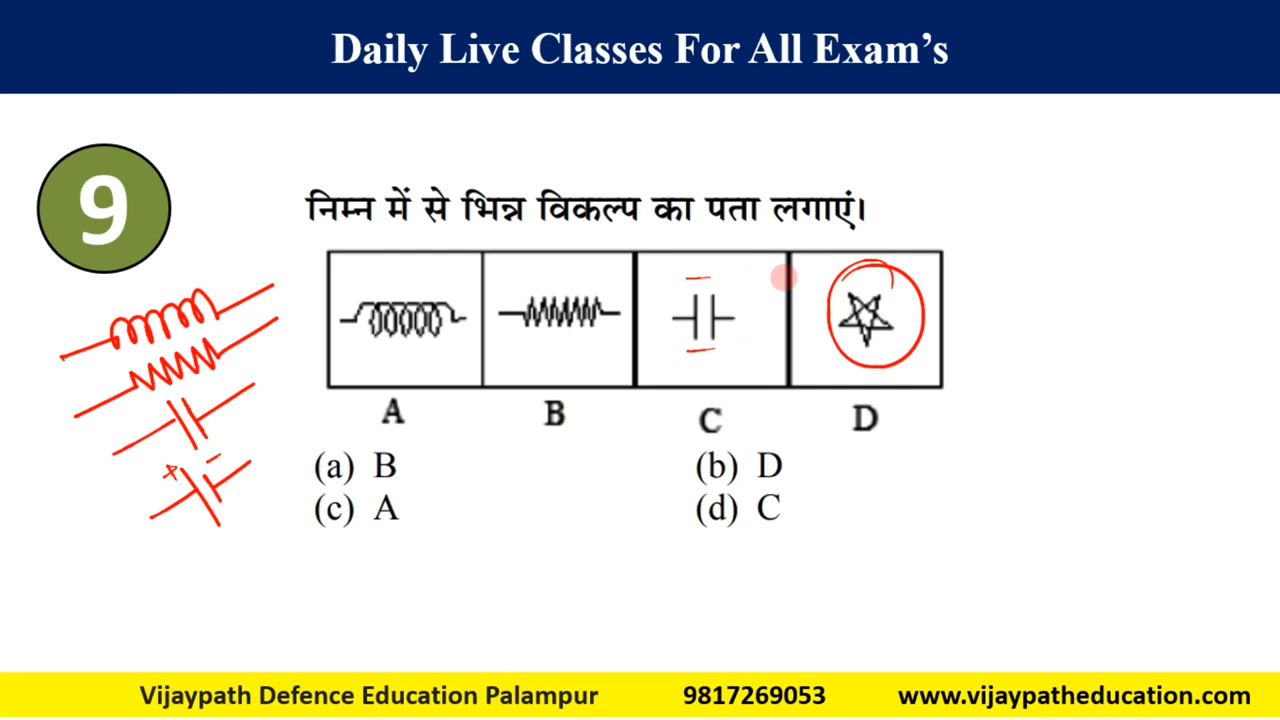 Daily Live Classes For All Exam's
9
निम्न में से भिन्न विकल्प का पता लगाएं।
A B C D
(a) B (b) D
(c) A (d) C
+ −
Vijaypath Defence Education Palampur 9817269053 www.vijaypatheducation.com